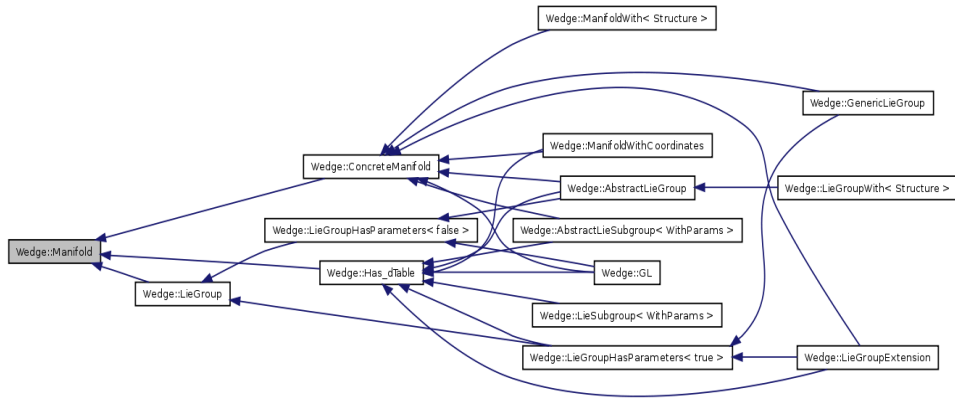 Wedge::ManifoldWith< Structure >
Wedge::GenericLieGroup
Wedge::ManifoldWithCoordinates
Wedge::ConcreteManifold
Wedge::AbstractLieGroup
Wedge::LieGroupWith< Structure >
Wedge::LieGroupHasParameters< false >
Wedge::AbstractLieSubgroup< WithParams >
Wedge::Manifold
Wedge::Has_dTable
Wedge::GL
Wedge::LieGroup
Wedge::LieSubgroup< WithParams >
Wedge::LieGroupHasParameters< true >
Wedge::LieGroupExtension